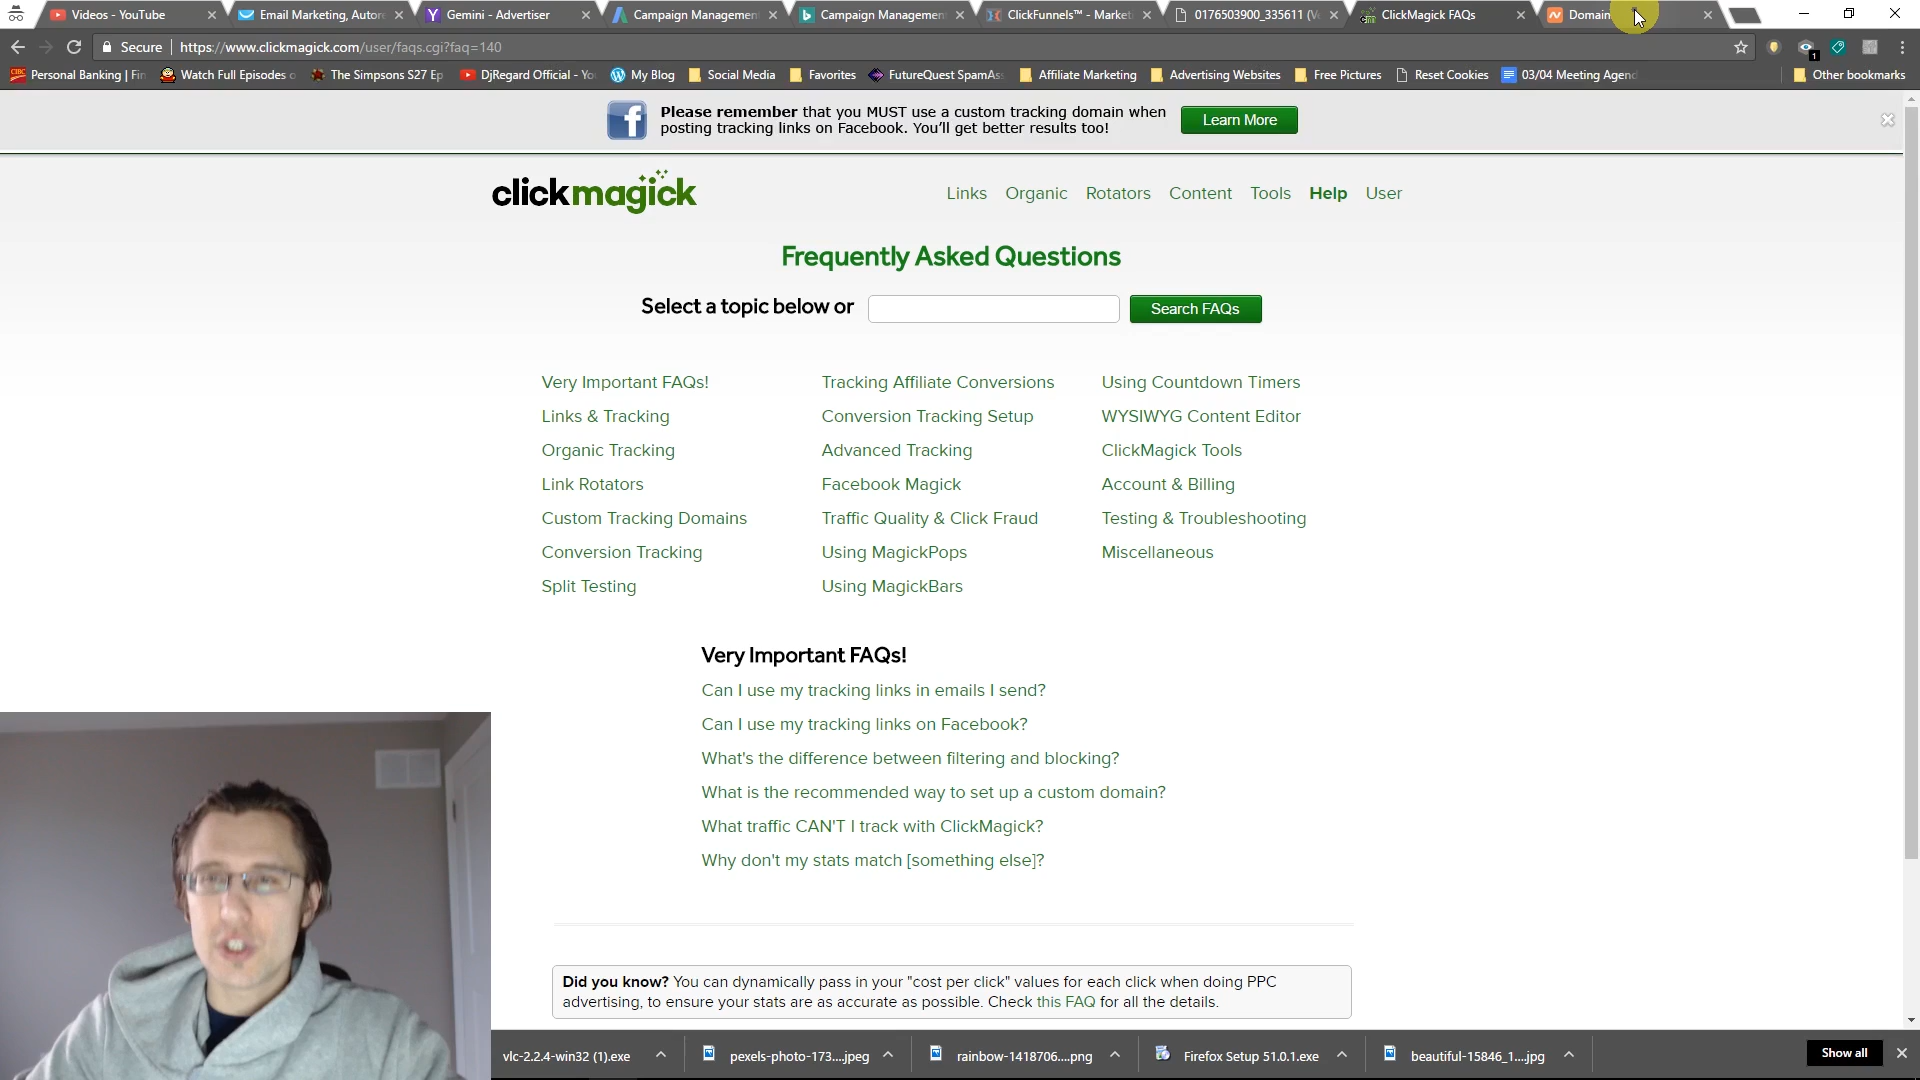 Videos - YouTube
Email Marketing, Autore
Gemini - Advertiser
Campaign Managemen
Campaign Managemen
ClickFunnels™ - Market
0176503900_335611 (V
ClickMagick FAQs
Domain
Secure
https://www.clickmagick.com/user/faqs.cgi?faq=140
1
CIBC
Personal Banking | Fin
Watch Full Episodes o
The Simpsons S27 Ep
DjRegard Official - Yo
My Blog
Social Media
Favorites
FutureQuest SpamAs
Affiliate Marketing
Advertising Websites
Free Pictures
Reset Cookies
03/04 Meeting Agend
Other bookmarks
Please remember that you MUST use a custom tracking domain when
posting tracking links on Facebook. You'll get better results too!
Learn More
clickmagick
Links
Organic
Rotators
Content
Tools
Help
User
Frequently Asked Questions
Select a topic below or
Search FAQs
Very Important FAQs!
Links & Tracking
Organic Tracking
Link Rotators
Custom Tracking Domains
Conversion Tracking
Split Testing
Tracking Affiliate Conversions
Conversion Tracking Setup
Advanced Tracking
Facebook Magick
Traffic Quality & Click Fraud
Using MagickPops
Using MagickBars
Using Countdown Timers
WYSIWYG Content Editor
ClickMagick Tools
Account & Billing
Testing & Troubleshooting
Miscellaneous
Very Important FAQs!
Can I use my tracking links in emails I send?
Can I use my tracking links on Facebook?
What's the difference between filtering and blocking?
What is the recommended way to set up a custom domain?
What traffic CAN'T I track with ClickMagick?
Why don't my stats match [something else]?
Did you know? You can dynamically pass in your "cost per click" values for each click when doing PPC
advertising, to ensure your stats are as accurate as possible. Check this FAQ for all the details.
vlc-2.2.4-win32 (1).exe
pexels-photo-173....jpeg
rainbow-1418706....png
Firefox Setup 51.0.1.exe
beautiful-15846_1....jpg
Show all